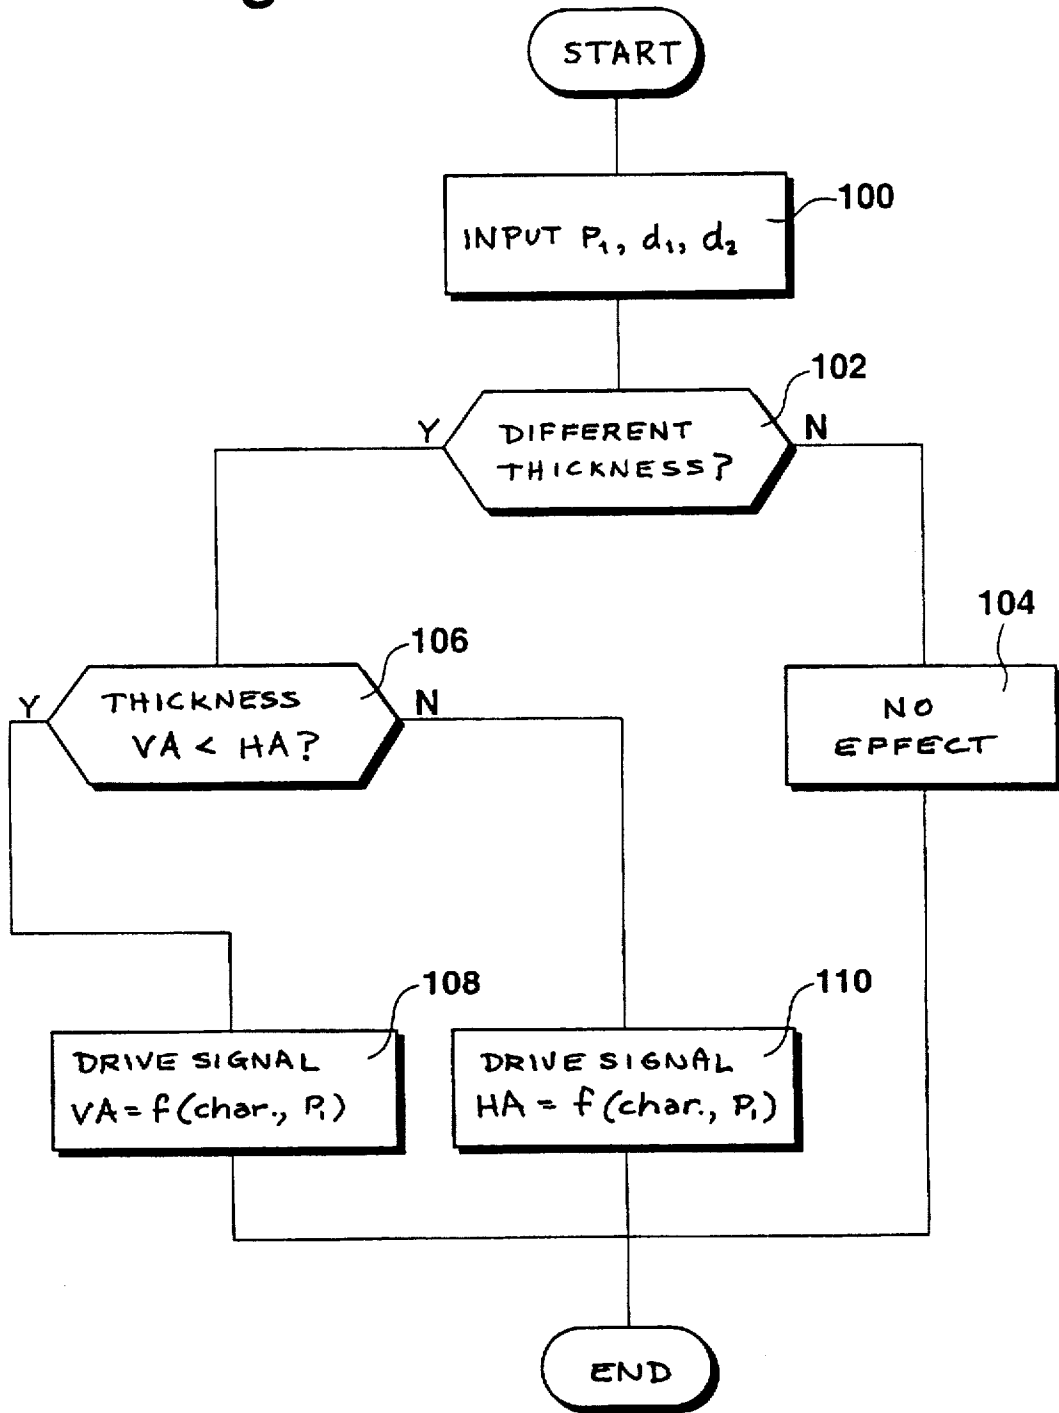 START
100
INPUT P₁, d₁, d₂
102
Y
DIFFERENT
THICKNESS?
N
106
104
Y
THICKNESS
VA < HA?
N
NO
EFFECT
108
110
DRIVE SIGNAL
VA = f (char., P₁)
DRIVE SIGNAL
HA = f (char., P₁)
END